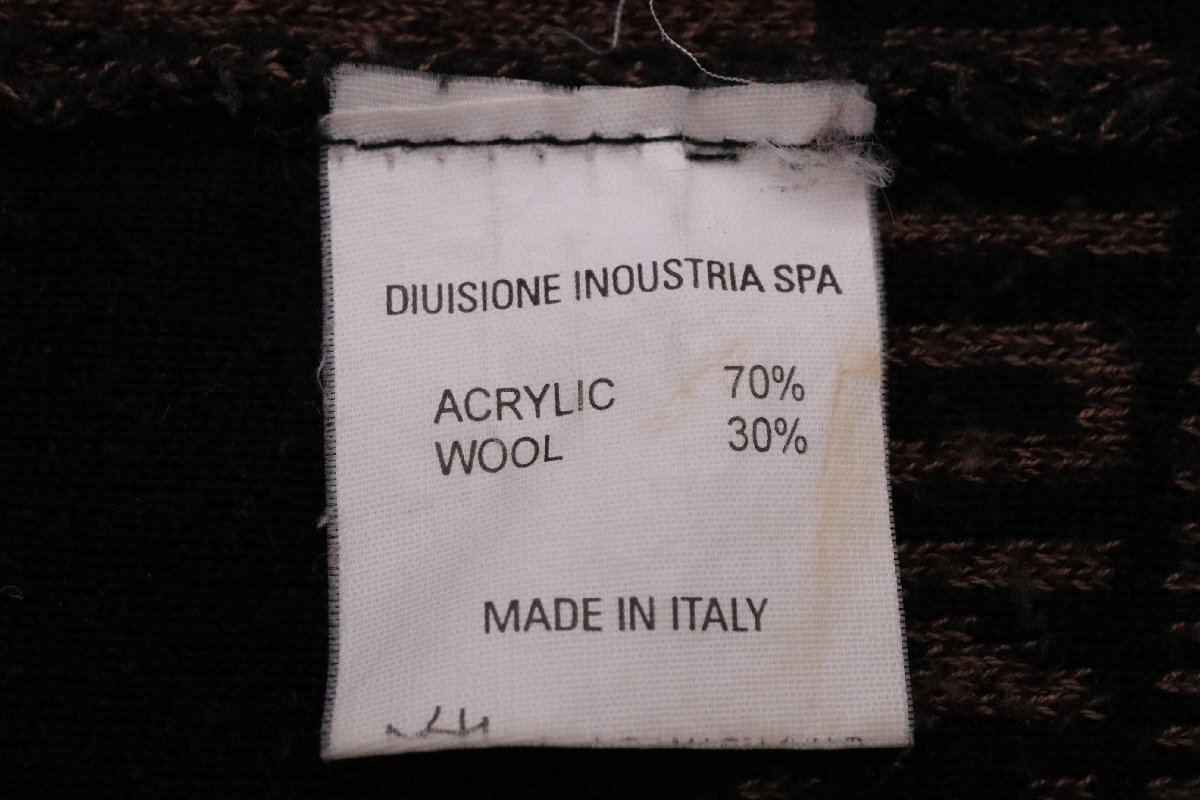 DIUISIONE INOUSTRIA SPA
ACRYLIC 70%
WOOL 30%
MADE IN ITALY